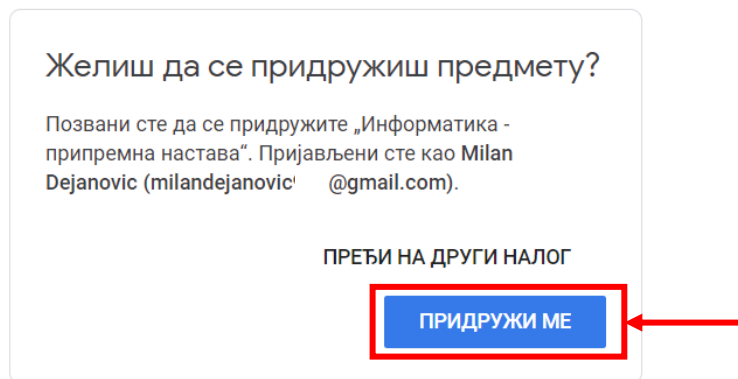 Желиш да се придружиш предмету?
Позвани сте да се придружите „Информатика -
припремна настава“. Пријављени сте као Milan
Dejanovic (milandejanovic @gmail.com).
ПРЕЂИ НА ДРУГИ НАЛОГ
ПРИДРУЖИ МЕ